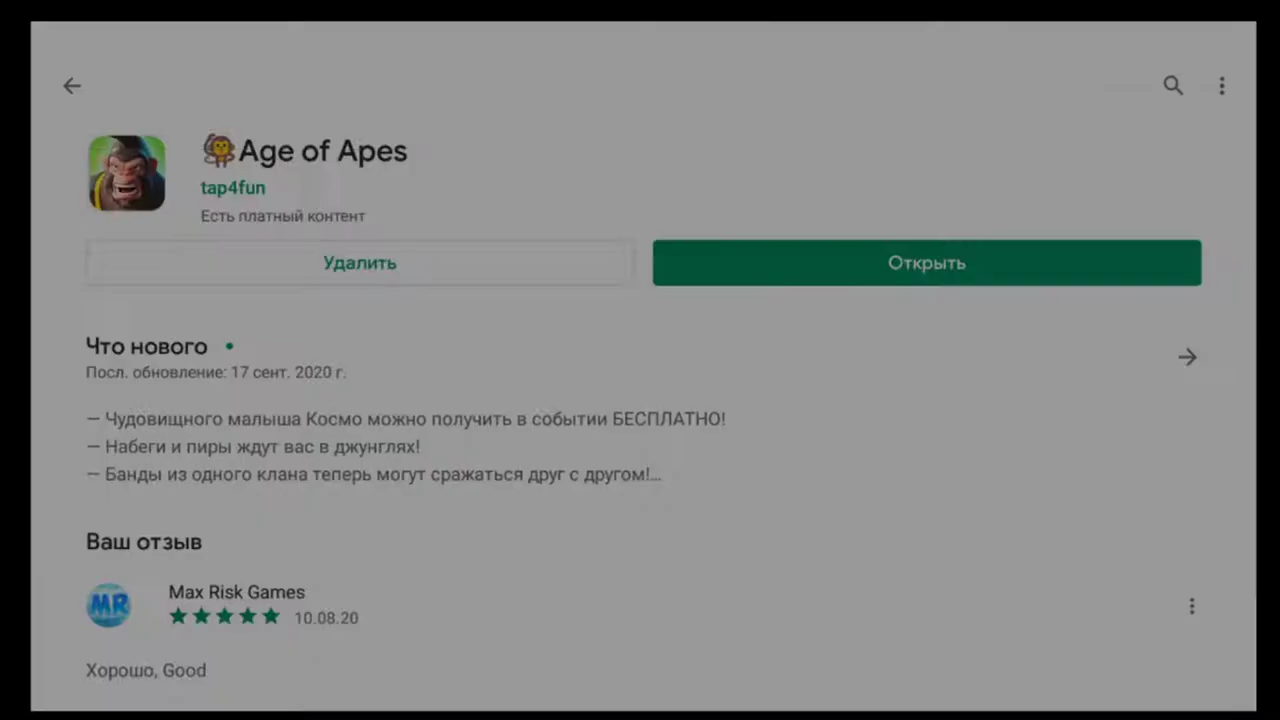 🐵Age of Apes
tap4fun
Есть платный контент
Удалить
Открыть
Что нового •
Посл. обновление: 17 сент. 2020 г.
— Чудовищного малыша Космо можно получить в событии БЕСПЛАТНО!
— Набеги и пиры ждут вас в джунглях!
— Банды из одного клана теперь могут сражаться друг с другом!...
Ваш отзыв
MR
Max Risk Games
★★★★★ 10.08.20
Хорошо, Good